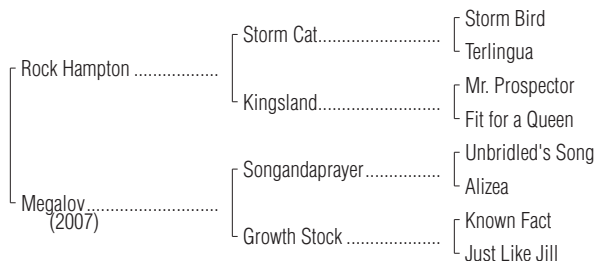 Storm Bird
Storm Cat........................................
Terlingua
Rock Hampton ...........................
Mr. Prospector
Kingsland........................................
Fit for a Queen
Unbridled's Song
Songandaprayer.........................
Alizea
Megalov..........................................
(2007)
Known Fact
Growth Stock ..............................
Just Like Jill